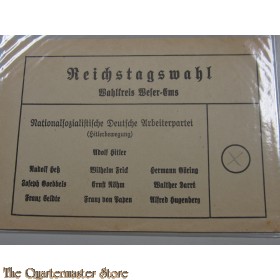 Reichstagswahl
Wahlkreis Weser-Ems
Nationalsozialistische Deutsche Arbeiterpartei
(Hitlerbewegung)
Adolf Hitler
Rudolf Heß Wilhelm Frick Hermann Göring
Joseph Goebbels Ernst Röhm Walther Darré
Franz Seldte Franz von Papen Alfred Hugenberg
The Quartermaster Store